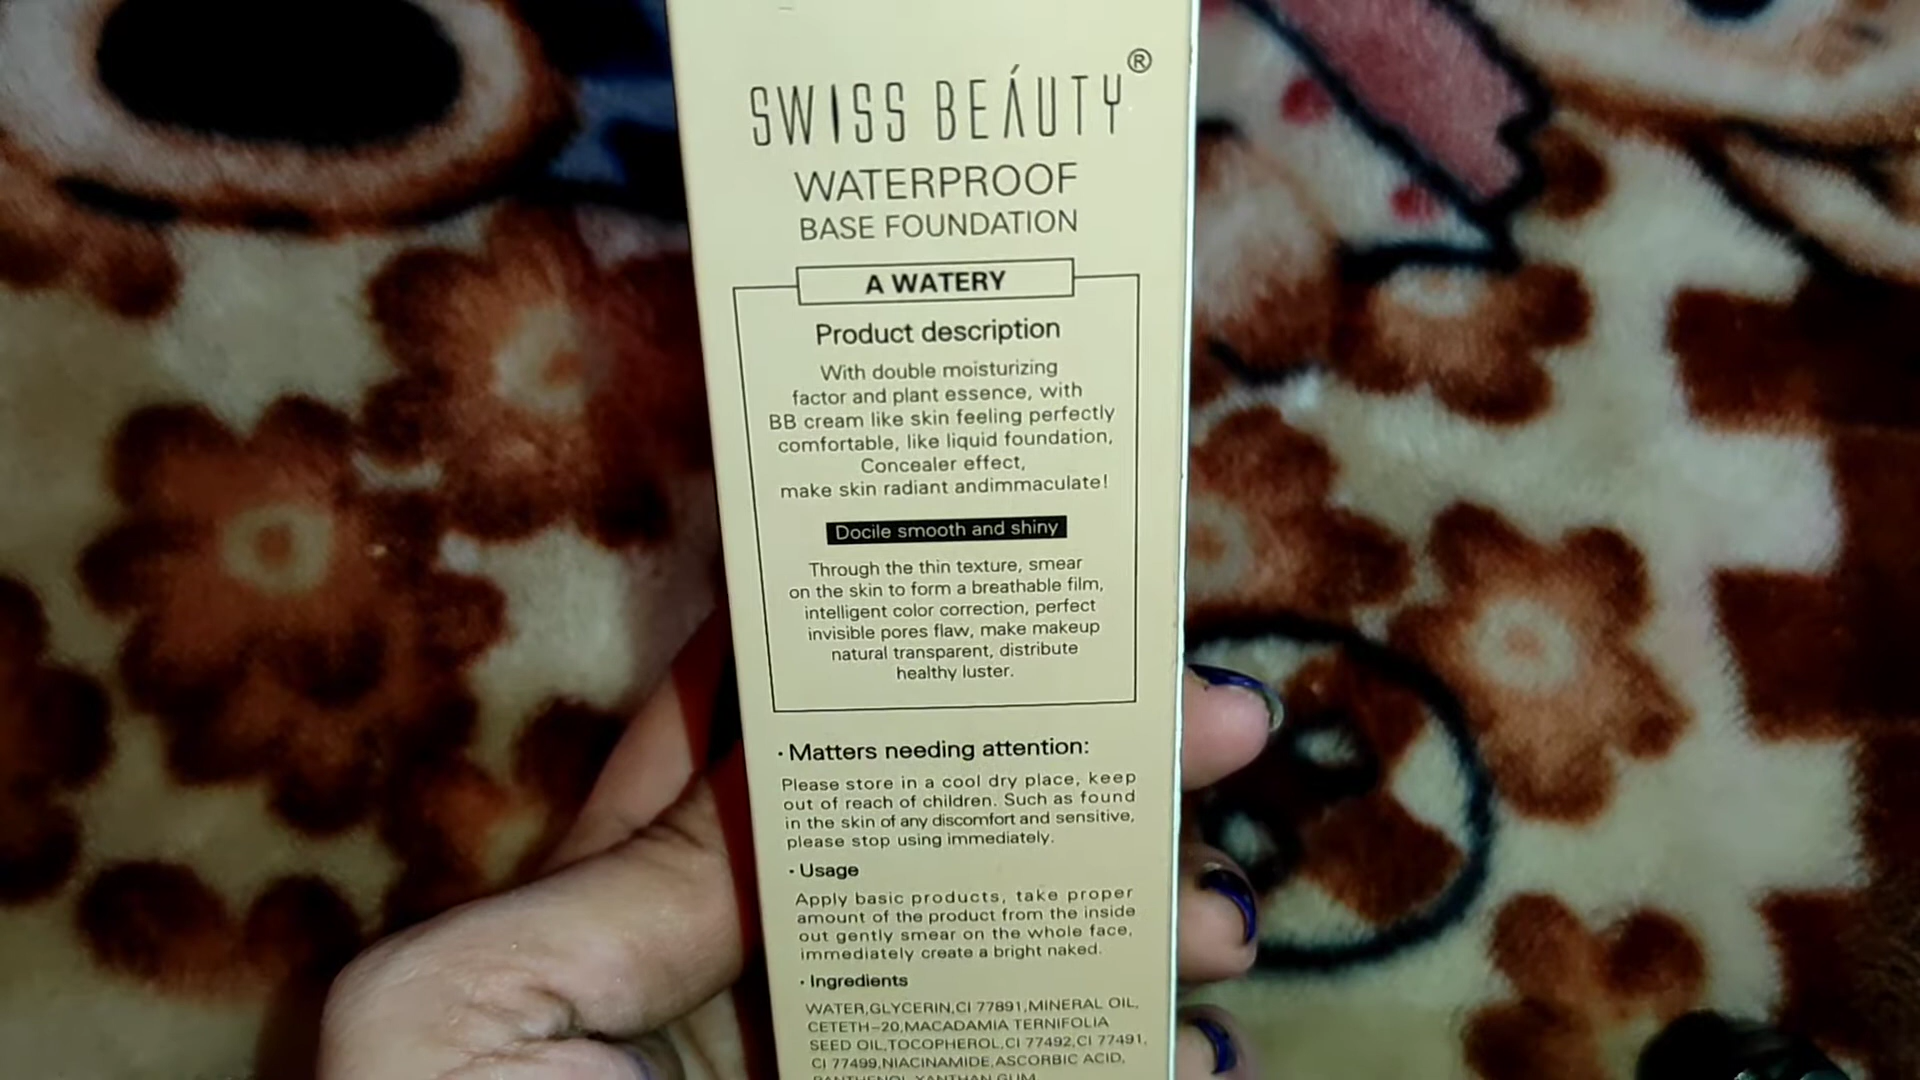 SWISS BEÁUTY®
WATERPROOF
BASE FOUNDATION
A WATERY
Product description
With double moisturizing
factor and plant essence, with
BB cream like skin feeling perfectly
comfortable, like liquid foundation,
Concealer effect,
make skin radiant andimmaculate!
Docile smooth and shiny
Through the thin texture, smear
on the skin to form a breathable film,
intelligent color correction, perfect
invisible pores flaw, make makeup
natural transparent, distribute
healthy luster.
· Matters needing attention:
Please store in a cool dry place, keep
out of reach of children. Such as found
in the skin of any discomfort and sensitive,
please stop using immediately.
· Usage
Apply basic products, take proper
amount of the product from the inside
out gently smear on the whole face,
immediately create a bright naked.
· Ingredients
WATER,GLYCERIN,CI 77891,MINERAL OIL,
CETETH-20,MACADAMIA TERNIFOLIA
SEED OIL,TOCOPHEROL,CI 77492,CI 77491,
CI 77499,NIACINAMIDE,ASCORBIC ACID,
PANTHENOL,XANTHAN GUM